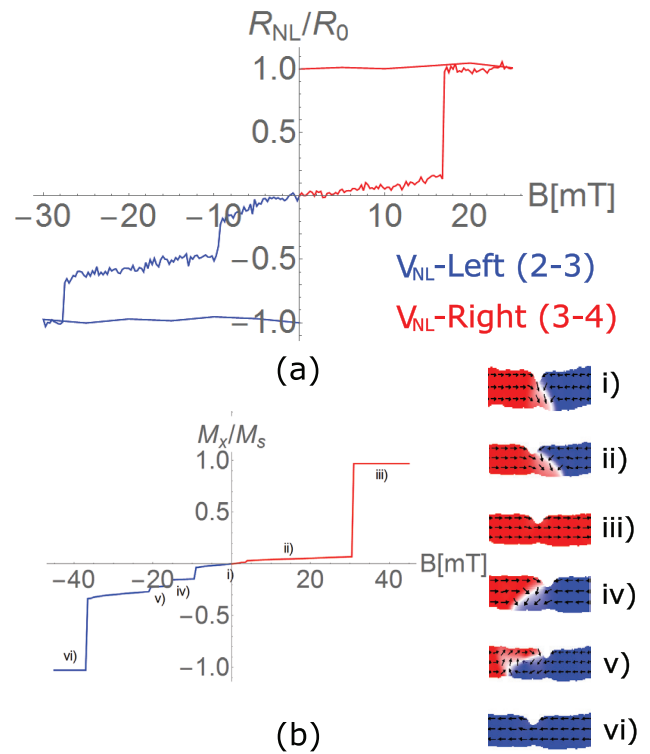 R_NL/R_0
1.0
0.5
−30 −20 −10 10 20 B[mT]
−0.5
−1.0
V_NL-Left (2-3)
V_NL-Right (3-4)
(a)
i)
ii)
iii)
iv)
v)
vi)
M_x/M_s
1.0
iii)
0.5
ii)
−40 −20 i) 20 40 B[mT]
v) iv)
−0.5
vi)
−1.0
(b)